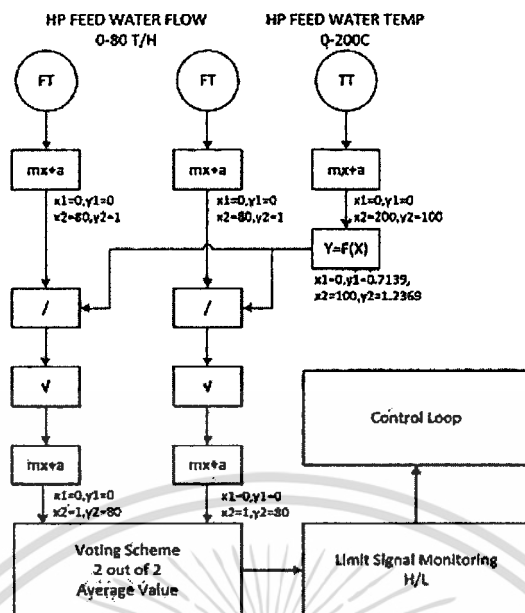 HP FEED WATER FLOW
0-80 T/H
HP FEED WATER TEMP
0-200C
FT
FT
TT
mx+a
mx+a
mx+a
x1=0,y1=0
x2=80,y2=1
x1=0,y1=0
x2=80,y2=1
x1=0,y1=0
x2=200,y2=100
Y=F(X)
x1=0,y1=0.7139,
x2=100,y2=1.2369
/
/
√
√
mx+a
mx+a
x1=0,y1=0
x2=1,y2=80
x1=0,y1=0
x2=1,y2=80
Control Loop
Voting Scheme
2 out of 2
Average Value
Limit Signal Monitoring
H/L